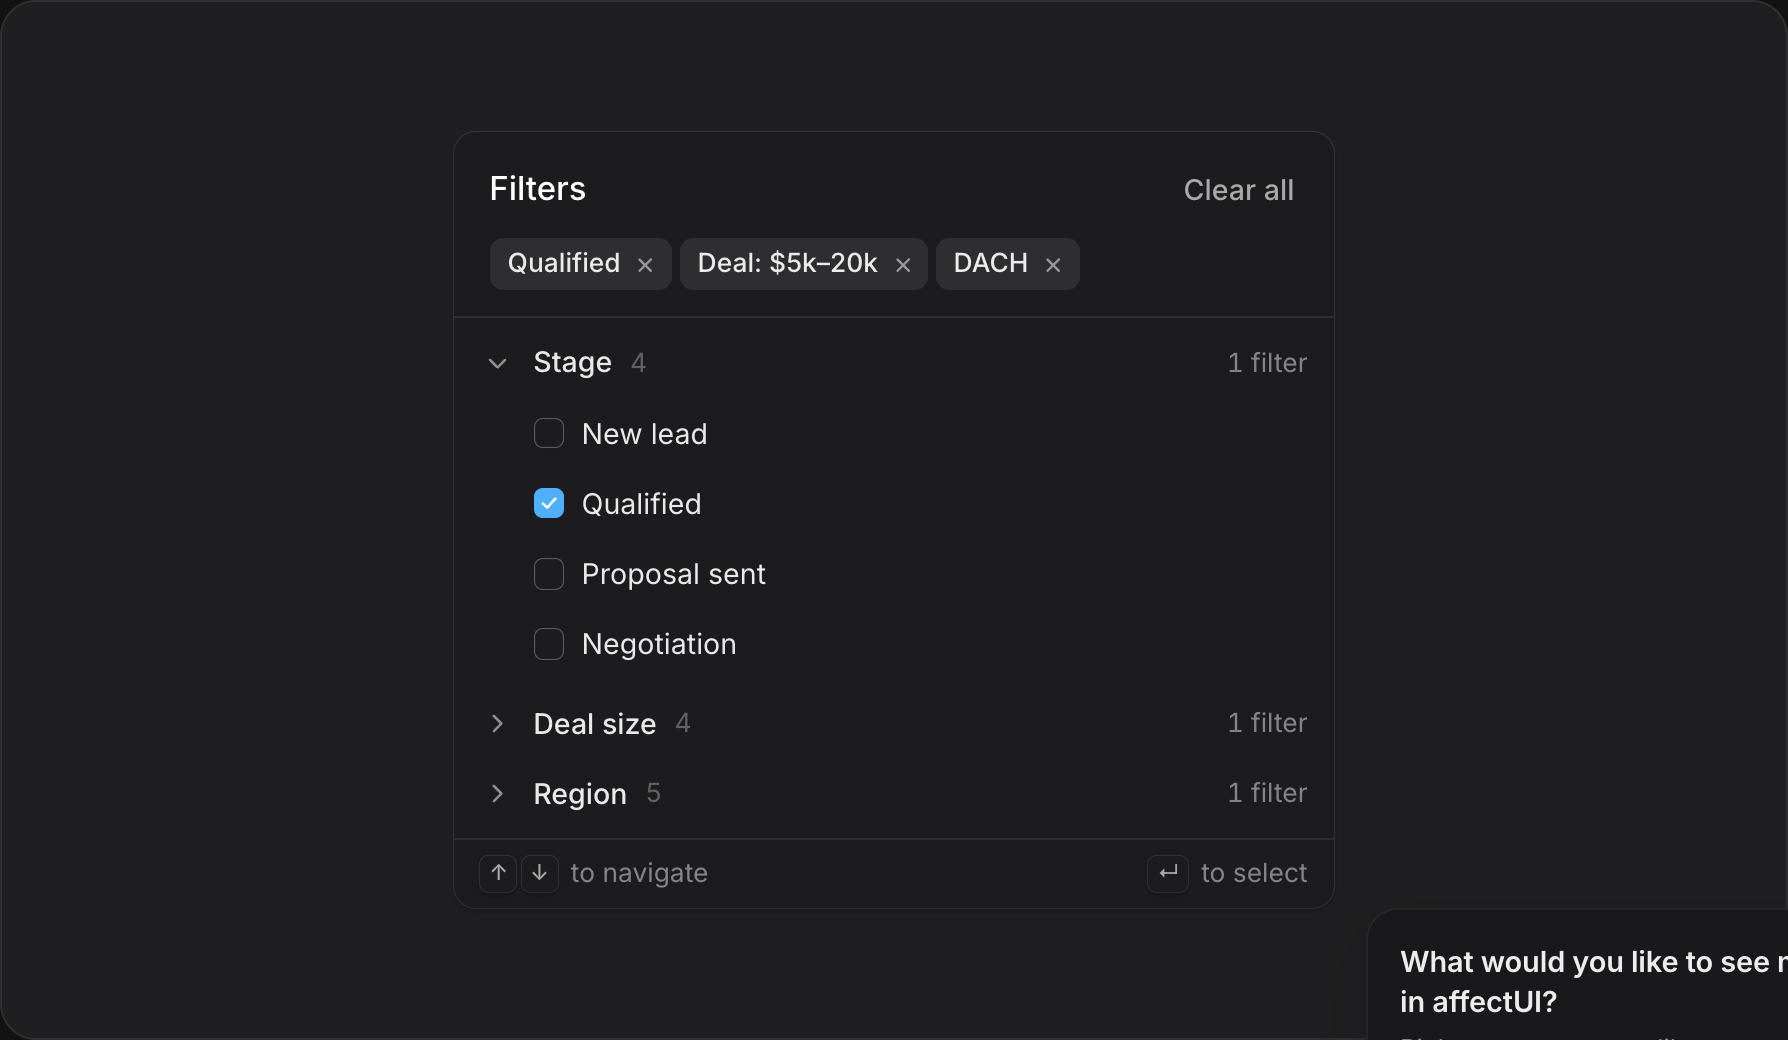 Filters
Clear all
Qualified × Deal: $5k–20k × DACH ×
Stage 4 1 filter
New lead
Qualified
Proposal sent
Negotiation
Deal size 4 1 filter
Region 5 1 filter
↑ ↓ to navigate ↵ to select
What would you like to see
in affectUI?